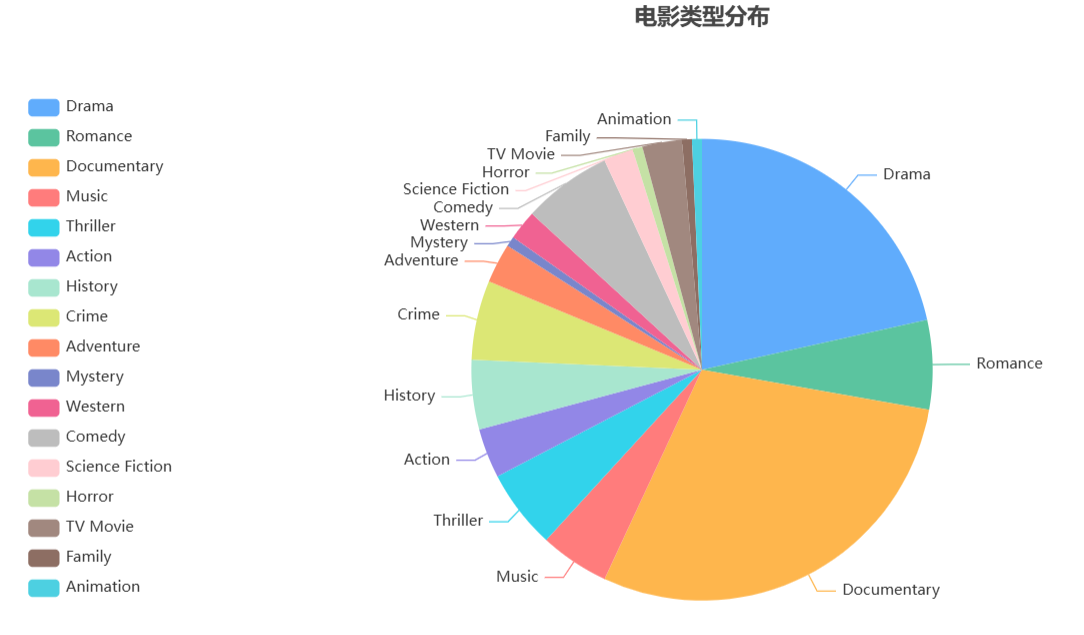 电影类型分布
Drama
Romance
Documentary
Music
Thriller
Action
History
Crime
Adventure
Mystery
Western
Comedy
Science Fiction
Horror
TV Movie
Family
Animation
Animation
Family
TV Movie
Horror
Science Fiction
Comedy
Western
Mystery
Adventure
Crime
History
Action
Thriller
Music
Drama
Romance
Documentary